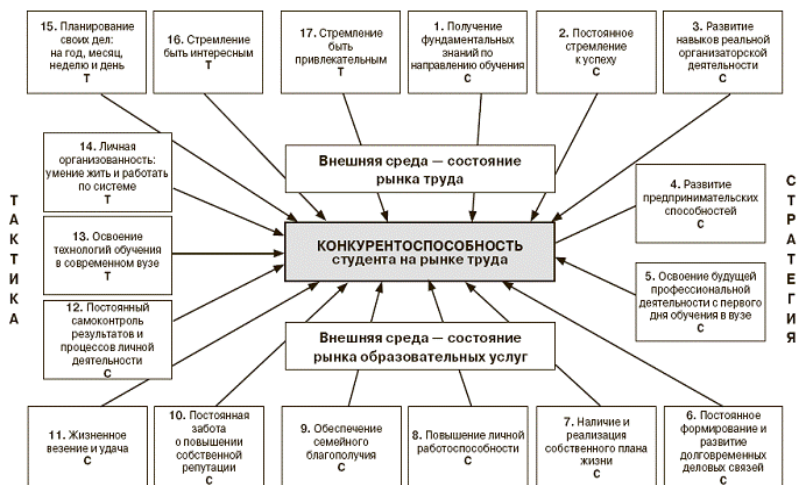 15. Планирование
своих дел:
на год, месяц,
неделю и день
Т
16. Стремление
быть интересным
Т
17. Стремление
быть
привлекательным
Т
1. Получение
фундаментальных
знаний по
направлению обучения
С
2. Постоянное
стремление
к успеху
С
3. Развитие
навыков реальной
организаторской
деятельности
С
14. Личная
организованность:
умение жить и работать
по системе
Т
Внешняя среда — состояние
рынка труда
4. Развитие
предпринимательских
способностей
С
ТАКТИКА
СТРАТЕГИЯ
13. Освоение
технологий обучения
в современном вузе
Т
КОНКУРЕНТОСПОСОБНОСТЬ
студента на рынке труда
5. Освоение будущей
профессиональной
деятельности с первого
дня обучения в вузе
С
12. Постоянный
самоконтроль
результатов и
процессов личной
деятельности
С
Внешняя среда — состояние
рынка образовательных услуг
11. Жизненное
везение и удача
С
10. Постоянная
забота
о повышении
собственной
репутации
С
9. Обеспечение
семейного
благополучия
С
8. Повышение личной
работоспособности
С
7. Наличие и
реализация
собственного плана
жизни
С
6. Постоянное
формирование и
развитие
долговременных
деловых связей
С